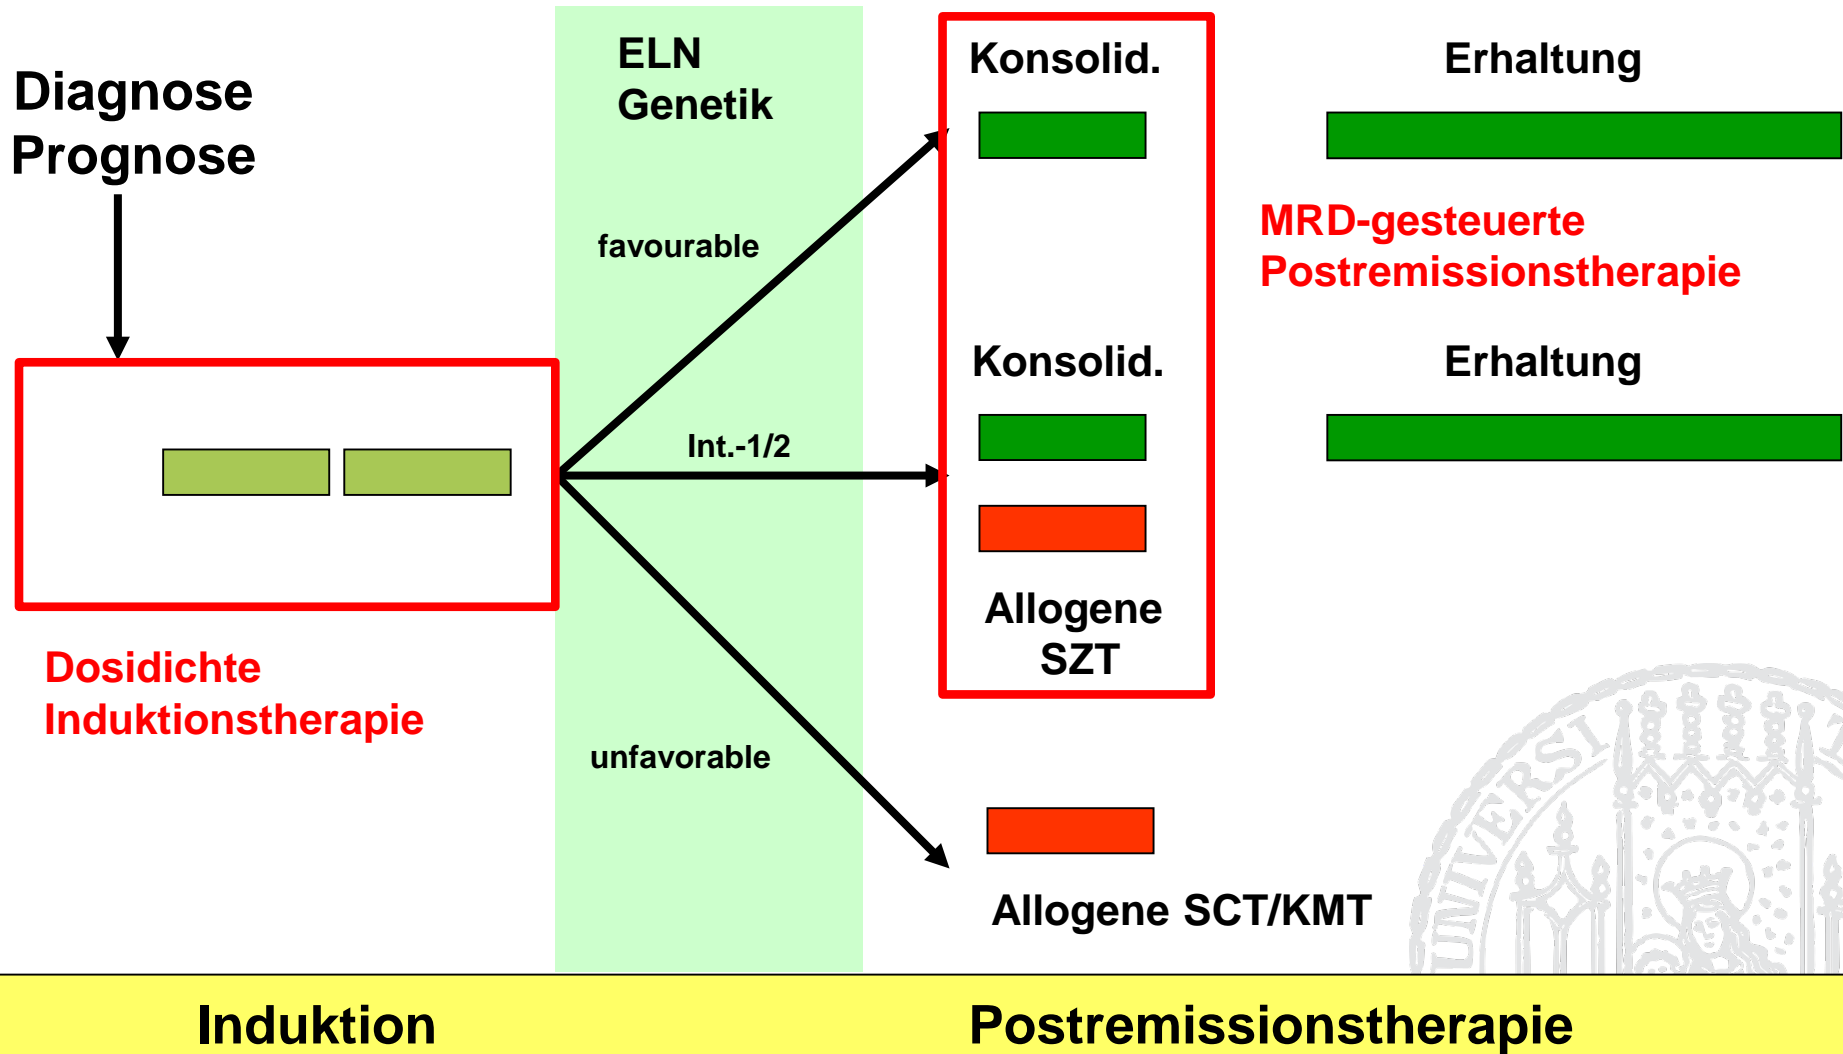 Diagnose
Prognose
ELN
Genetik
Konsolid.
Erhaltung
favourable
MRD-gesteuerte
Postremissionstherapie
Konsolid.
Erhaltung
Int.-1/2
Allogene
SZT
Dosidichte
Induktionstherapie
unfavorable
Allogene SCT/KMT
UNIVERSI
Induktion
Postremissionstherapie